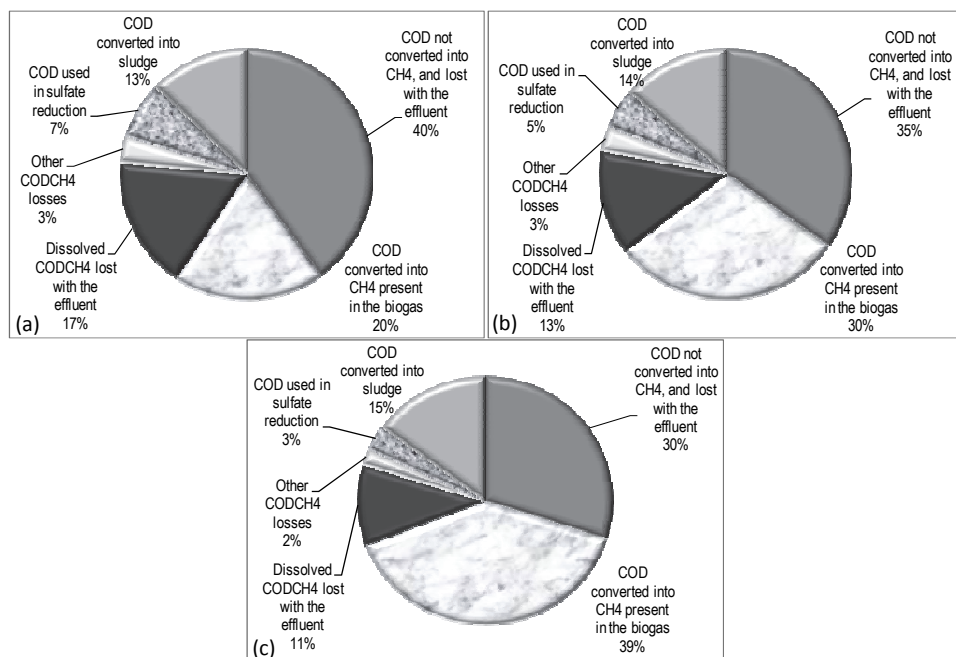 COD
converted into
sludge
13%
COD not
converted into
CH4, and lost
with the
effluent
40%
COD used
in sulfate
reduction
7%
Other
CODCH4
losses
3%
Dissolved
CODCH4 lost
with the
effluent
17%
COD
converted into
CH4 present
in the biogas
20%
(a)
COD
converted into
sludge
14%
COD not
converted into
CH4, and lost
with the
effluent
35%
COD used in
sulfate
reduction
5%
Other
CODCH4
losses
3%
Dissolved
CODCH4 lost
with the
effluent
13%
COD
converted into
CH4 present
in the biogas
30%
(b)
COD
converted into
sludge
15%
COD not
converted into
CH4, and lost
with the
effluent
30%
COD used in
sulfate
reduction
3%
Other
CODCH4
losses
2%
Dissolved
CODCH4 lost
with the
effluent
11%
COD
converted into
CH4 present
in the biogas
39%
(c)